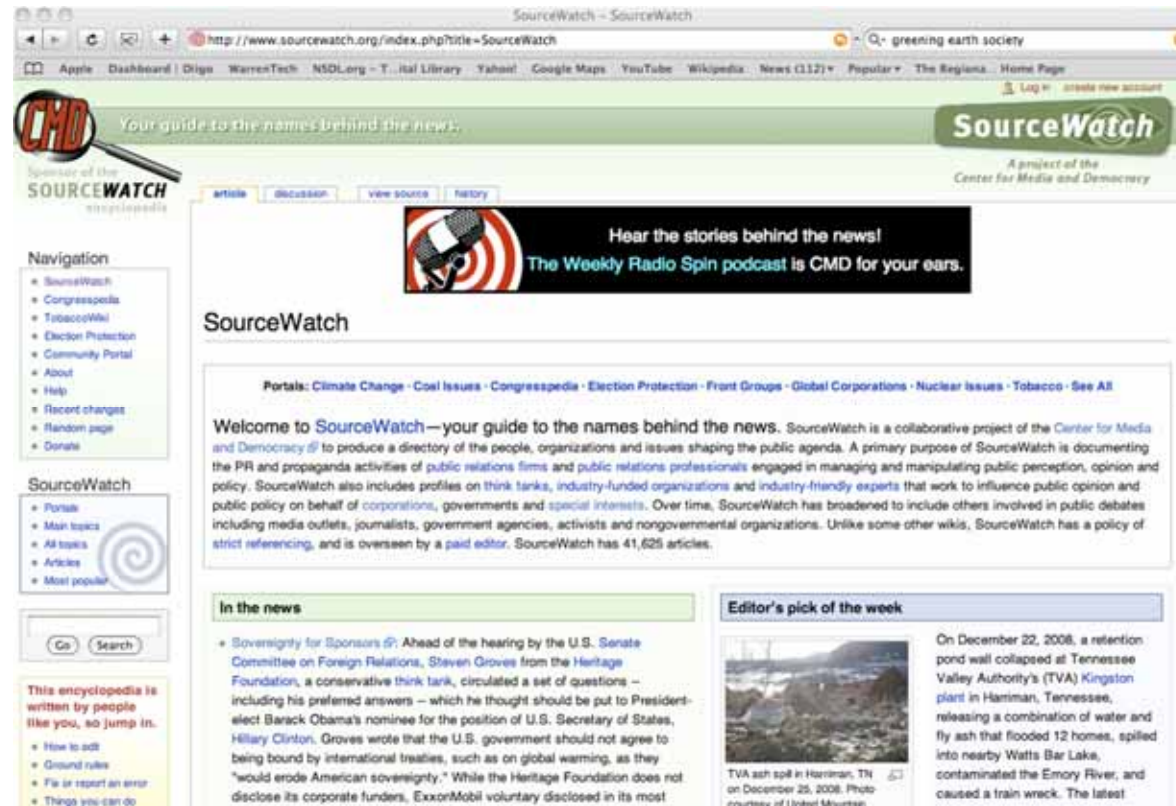 SourceWatch – SourceWatch
http://www.sourcewatch.org/index.php?title=SourceWatch
greening earth society
Apple Dashboard Diigo WarrenTech NSDL.org – T...ital Library Yahoo! Google Maps YouTube Wikipedia News (112) Popular The Regiona... Home Page
Log in create new account
CMD
Your guide to the names behind the news.
SourceWatch
A project of the
Center for Media and Democracy
Sponsor of the
SOURCEWATCH
encyclopedia
article discussion view source history
Hear the stories behind the news!
The Weekly Radio Spin podcast is CMD for your ears.
Navigation
SourceWatch
Congresspedia
TobaccoWiki
Election Protection
Community Portal
About
Help
Recent changes
Random page
Donate
SourceWatch
Portals
Main topics
All topics
Articles
Most popular
Go Search
This encyclopedia is
written by people
like you, so jump in.
How to edit
Ground rules
Fix or report an error
Things you can do
SourceWatch
Portals: Climate Change · Coal Issues · Congresspedia · Election Protection · Front Groups · Global Corporations · Nuclear Issues · Tobacco · See All
Welcome to SourceWatch—your guide to the names behind the news. SourceWatch is a collaborative project of the Center for Media
and Democracy to produce a directory of the people, organizations and issues shaping the public agenda. A primary purpose of SourceWatch is documenting
the PR and propaganda activities of public relations firms and public relations professionals engaged in managing and manipulating public perception, opinion and
policy. SourceWatch also includes profiles on think tanks, industry-funded organizations and industry-friendly experts that work to influence public opinion and
public policy on behalf of corporations, governments and special interests. Over time, SourceWatch has broadened to include others involved in public debates
including media outlets, journalists, government agencies, activists and nongovernmental organizations. Unlike some other wikis, SourceWatch has a policy of
strict referencing, and is overseen by a paid editor. SourceWatch has 41,625 articles.
In the news
Sovereignty for Sponsors: Ahead of the hearing by the U.S. Senate
Committee on Foreign Relations, Steven Groves from the Heritage
Foundation, a conservative think tank, circulated a set of questions –
including his preferred answers – which he thought should be put to President-
elect Barack Obama's nominee for the position of U.S. Secretary of States,
Hillary Clinton. Groves wrote that the U.S. government should not agree to
being bound by international treaties, such as on global warming, as they
"would erode American sovereignty." While the Heritage Foundation does not
disclose its corporate funders, ExxonMobil voluntary disclosed in its most
Editor's pick of the week
TVA ash spill in Harriman, TN
on December 25, 2008. Photo
courtesy of United Mountain
On December 22, 2008, a retention
pond wall collapsed at Tennessee
Valley Authority's (TVA) Kingston
plant in Harriman, Tennessee,
releasing a combination of water and
fly ash that flooded 12 homes, spilled
into nearby Watts Bar Lake,
contaminated the Emory River, and
caused a train wreck. The latest